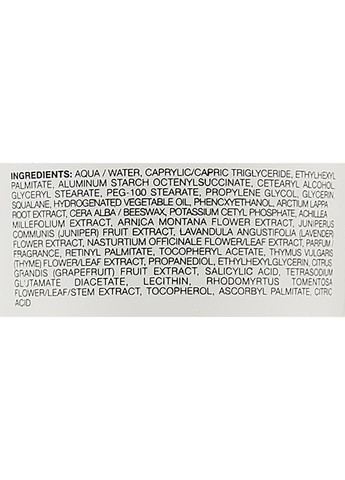 INGREDIENTS: AQUA / WATER, CAPRYLIC/CAPRIC TRIGLYCERIDE, ETHYLHEXYL
PALMITATE, ALUMINUM STARCH OCTENYLSUCCINATE, CETEARYL ALCOHOL
GLYCERYL STEARATE, PEG-100 STEARATE, PROPYLENE GLYCOL, GLYCERIN
SQUALANE, HYDROGENATED VEGETABLE OIL, PHENOXYETHANOL, ARCTIUM LAPPA
ROOT EXTRACT, CERA ALBA / BEESWAX, POTASSIUM CETYL PHOSPHATE, ACHILLEA
MILLEFOLIUM EXTRACT, ARNICA MONTANA FLOWER EXTRACT, JUNIPERUS
COMMUNIS (JUNIPER) FRUIT EXTRACT, LAVANDULA ANGUSTIFOLIA (LAVENDER)
FLOWER EXTRACT, NASTURTIUM OFFICINALE FLOWER/LEAF EXTRACT, PARFUM /
FRAGRANCE, RETINYL PALMITATE, TOCOPHERYL ACETATE, THYMUS VULGARIS
(THYME) FLOWER/LEAF EXTRACT, PROPANEDIOL, ETHYLHEXYLGLYCERIN, CITRUS
GRANDIS (GRAPEFRUIT) FRUIT EXTRACT, SALICYLIC ACID, TETRASODIUM
GLUTAMATE DIACETATE, LECITHIN, RHODOMYRTUS TOMENTOSA
FLOWER/LEAF/STEM EXTRACT, TOCOPHEROL, ASCORBYL PALMITATE, CITRIC
ACID